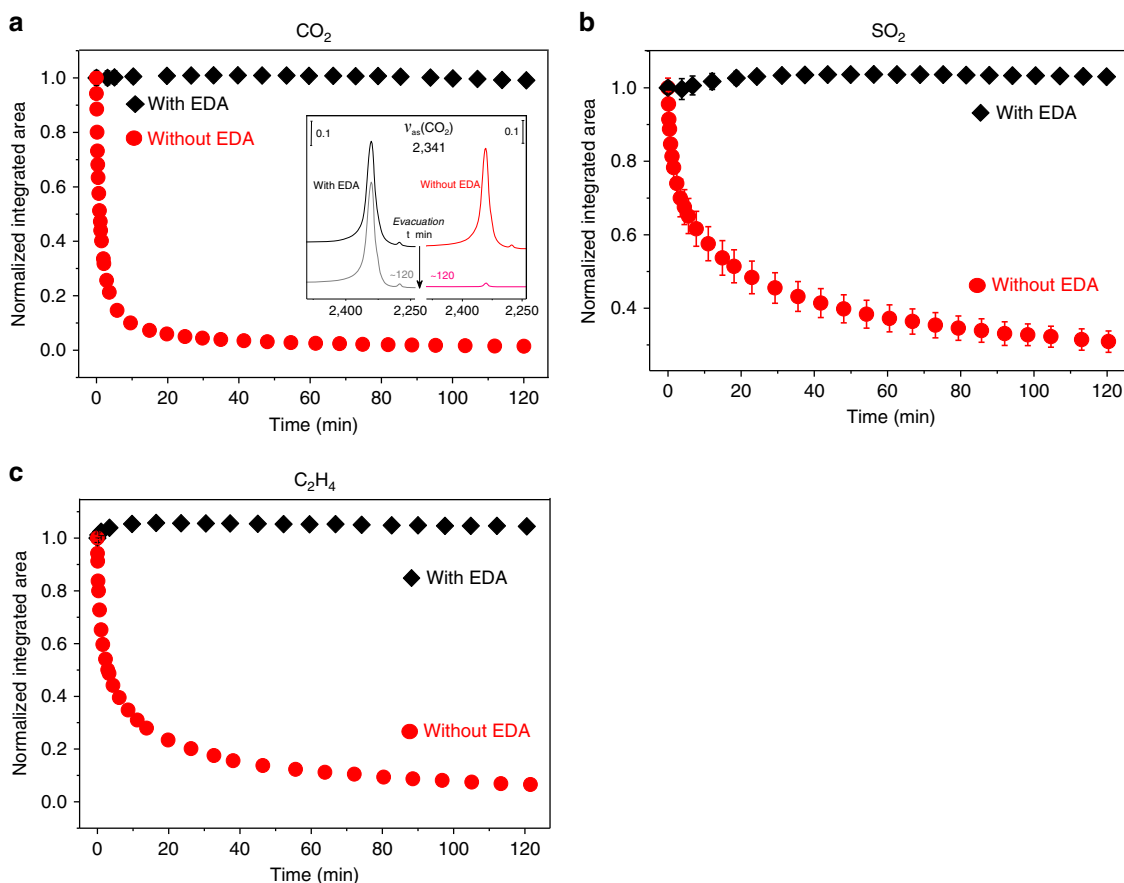 a
CO₂
Normalized integrated area
1.0
0.8
0.6
0.4
0.2
0.0
With EDA
Without EDA
0.1
νas(CO₂)
2,341
0.1
With EDA
Without EDA
Evacuation
t min
~120
~120
2,400
2,250
2,400
2,250
0
20
40
60
80
100
120
Time (min)
b
SO₂
Normalized integrated area
1.0
0.8
0.6
0.4
With EDA
Without EDA
0
20
40
60
80
100
120
Time (min)
c
C₂H₄
Normalized integrated area
1.0
0.8
0.6
0.4
0.2
0.0
With EDA
Without EDA
0
20
40
60
80
100
120
Time (min)